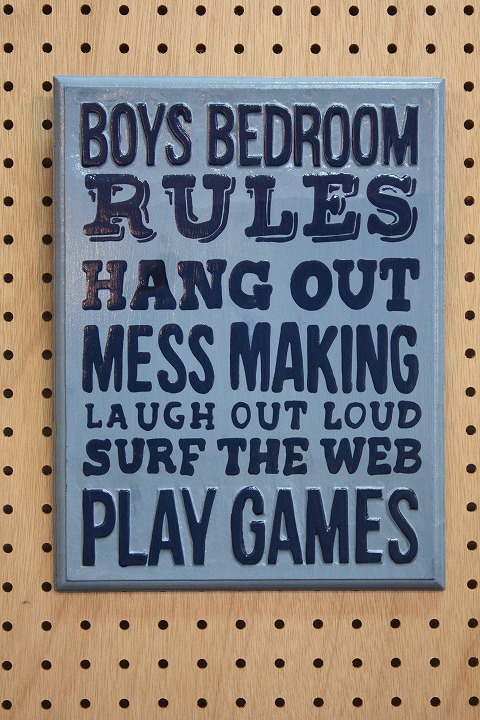 BOYS BEDROOM
RULES
HANG OUT
MESS MAKING
LAUGH OUT LOUD
SURF THE WEB
PLAY GAMES